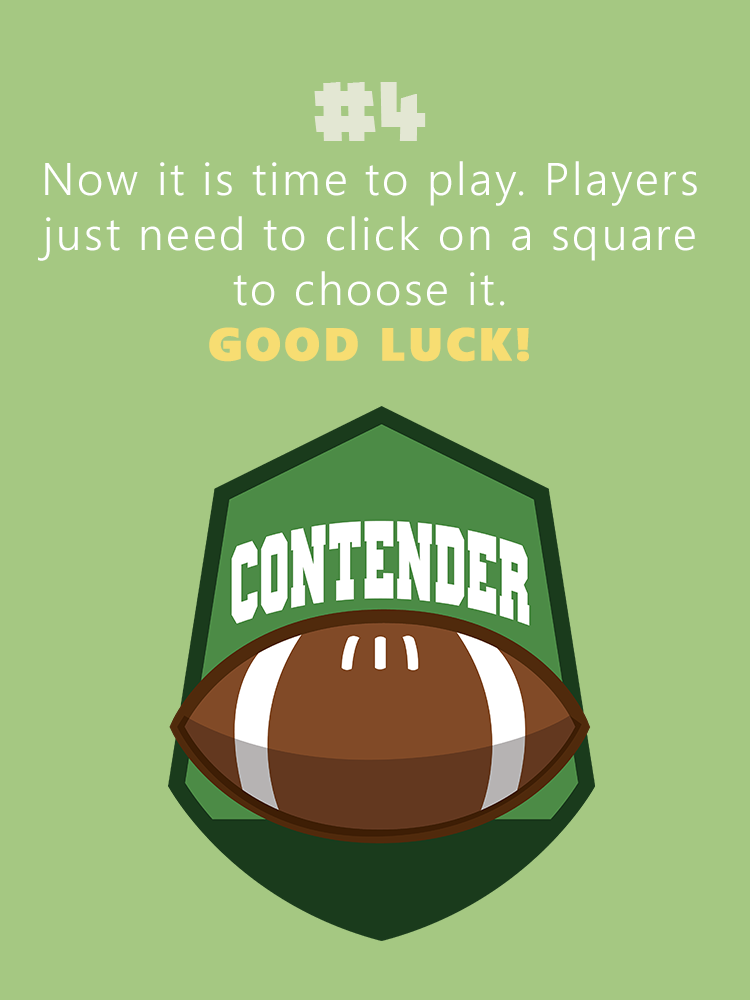 #4
Now it is time to play. Players
just need to click on a square
to choose it.
GOOD LUCK!
CONTENDER